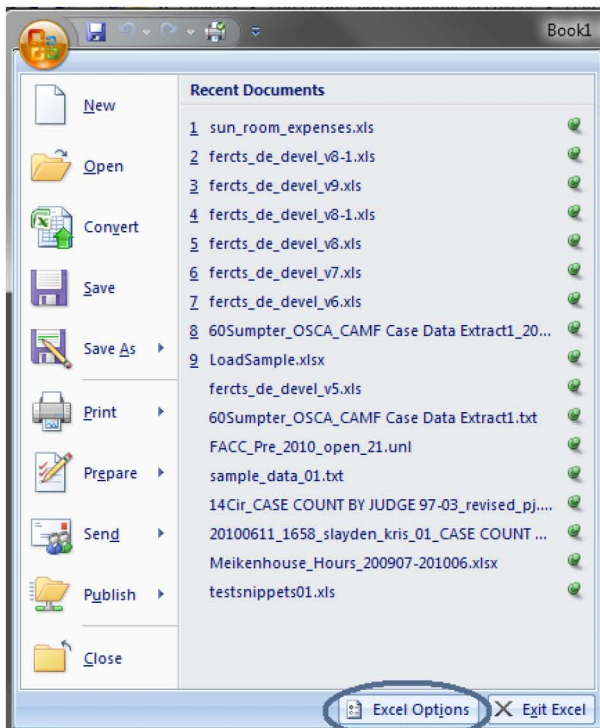 Book1
New
Open
Convert
Save
Save As
Print
Prepare
Send
Publish
Close
Recent Documents
1 sun_room_expenses.xls
2 fercts_de_devel_v8-1.xls
3 fercts_de_devel_v9.xls
4 fercts_de_devel_v8-1.xls
5 fercts_de_devel_v8.xls
6 fercts_de_devel_v7.xls
7 fercts_de_devel_v6.xls
8 60Sumpter_OSCA_CAMF Case Data Extract1_20...
9 LoadSample.xlsx
fercts_de_devel_v5.xls
60Sumpter_OSCA_CAMF Case Data Extract1.txt
FACC_Pre_2010_open_21.unl
sample_data_01.txt
14Cir_CASE COUNT BY JUDGE 97-03_revised_pj....
20100611_1658_slayden_kris_01_CASE COUNT ...
Meikenhouse_Hours_200907-201006.xlsx
testsnippets01.xls
Excel Options
Exit Excel